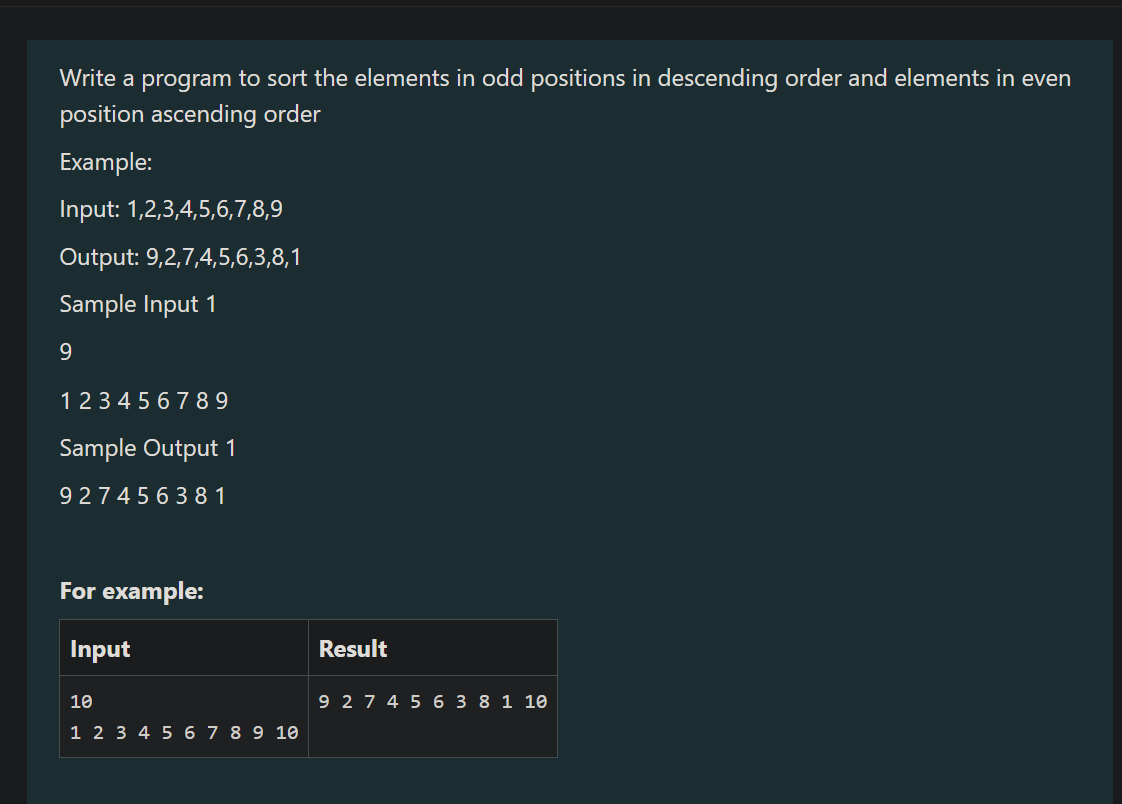 Write a program to sort the elements in odd positions in descending order and elements in even
position ascending order
Example:
Input: 1,2,3,4,5,6,7,8,9
Output: 9,2,7,4,5,6,3,8,1
Sample Input 1
9
1 2 3 4 5 6 7 8 9
Sample Output 1
9 2 7 4 5 6 3 8 1
For example:
Input Result
10 9 2 7 4 5 6 3 8 1 10
1 2 3 4 5 6 7 8 9 10